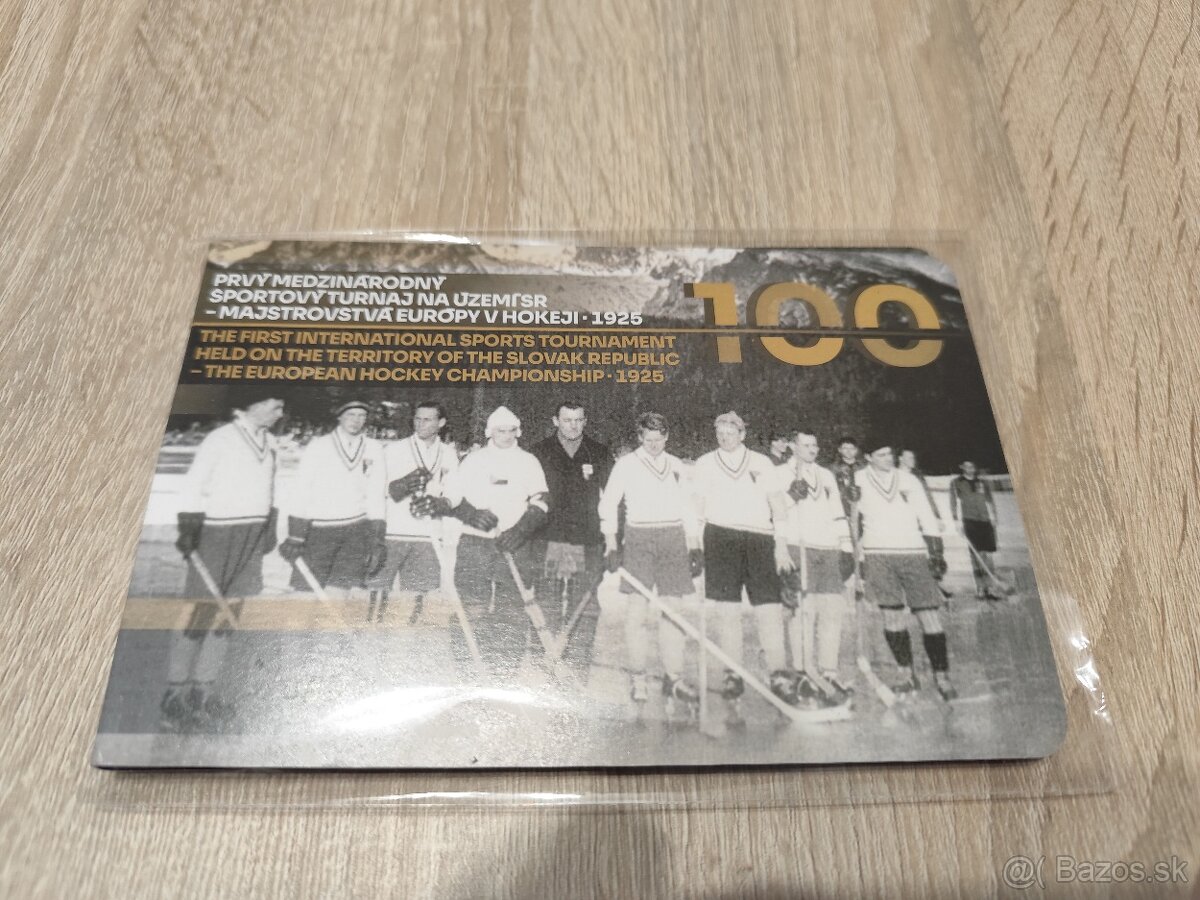 PRVÝ MEDZINÁRODNÝ
ŠPORTOVÝ TURNAJ NA ÚZEMÍ SR
– MAJSTROVSTVÁ EURÓPY V HOKEJI · 1925
100
THE FIRST INTERNATIONAL SPORTS TOURNAMENT
HELD ON THE TERRITORY OF THE SLOVAK REPUBLIC
– THE EUROPEAN HOCKEY CHAMPIONSHIP · 1925
@( Bazos.sk